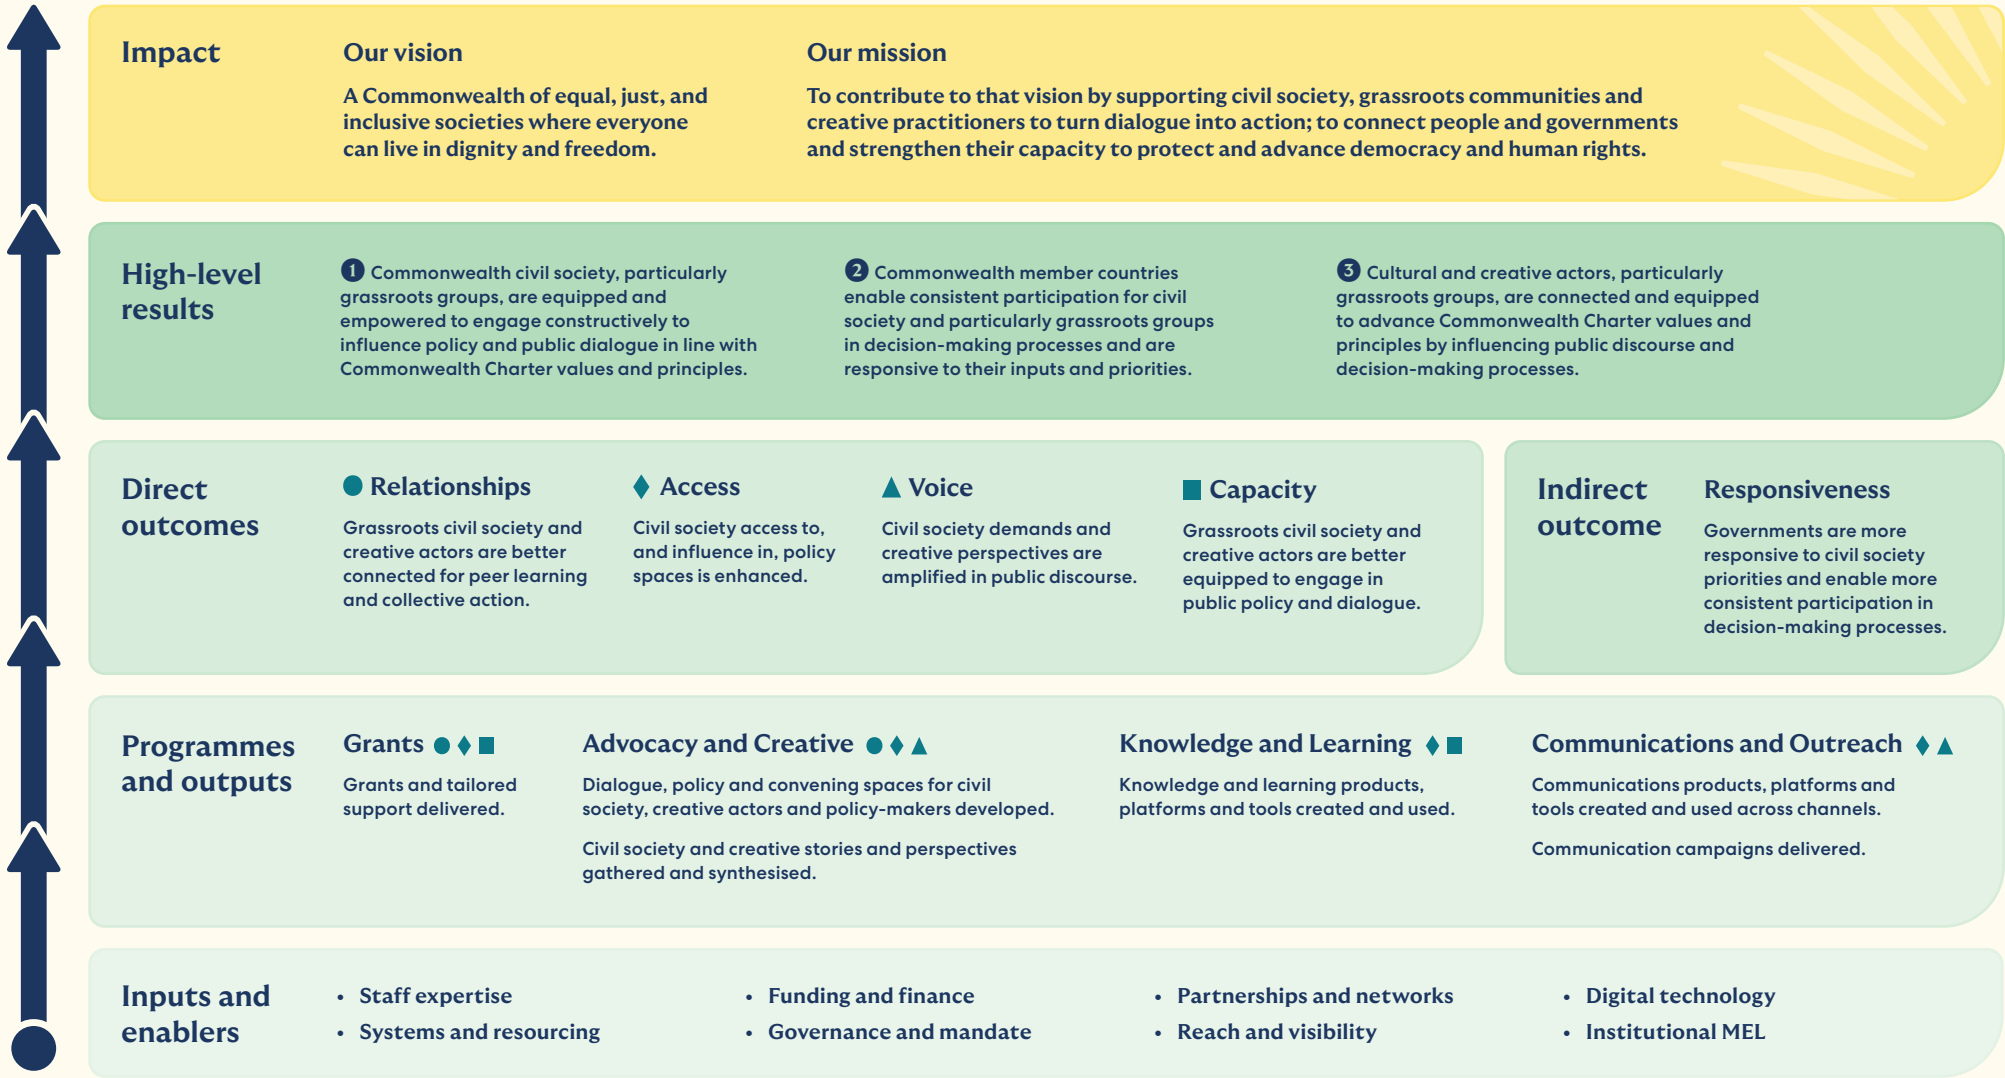 Impact
Our vision
A Commonwealth of equal, just, and
inclusive societies where everyone
can live in dignity and freedom.
Our mission
To contribute to that vision by supporting civil society, grassroots communities and
creative practitioners to turn dialogue into action; to connect people and governments
and strengthen their capacity to protect and advance democracy and human rights.
High-level
results
1 Commonwealth civil society, particularly
grassroots groups, are equipped and
empowered to engage constructively to
influence policy and public dialogue in line with
Commonwealth Charter values and principles.
2 Commonwealth member countries
enable consistent participation for civil
society and particularly grassroots groups
in decision-making processes and are
responsive to their inputs and priorities.
3 Cultural and creative actors, particularly
grassroots groups, are connected and equipped
to advance Commonwealth Charter values and
principles by influencing public discourse and
decision-making processes.
Direct
outcomes
Relationships
Grassroots civil society and
creative actors are better
connected for peer learning
and collective action.
Access
Civil society access to,
and influence in, policy
spaces is enhanced.
Voice
Civil society demands and
creative perspectives are
amplified in public discourse.
Capacity
Grassroots civil society and
creative actors are better
equipped to engage in
public policy and dialogue.
Indirect
outcome
Responsiveness
Governments are more
responsive to civil society
priorities and enable more
consistent participation in
decision-making processes.
Programmes
and outputs
Grants
Grants and tailored
support delivered.
Advocacy and Creative
Dialogue, policy and convening spaces for civil
society, creative actors and policy-makers developed.
Civil society and creative stories and perspectives
gathered and synthesised.
Knowledge and Learning
Knowledge and learning products,
platforms and tools created and used.
Communications and Outreach
Communications products, platforms and
tools created and used across channels.
Communication campaigns delivered.
Inputs and
enablers
• Staff expertise
• Systems and resourcing
• Funding and finance
• Governance and mandate
• Partnerships and networks
• Reach and visibility
• Digital technology
• Institutional MEL